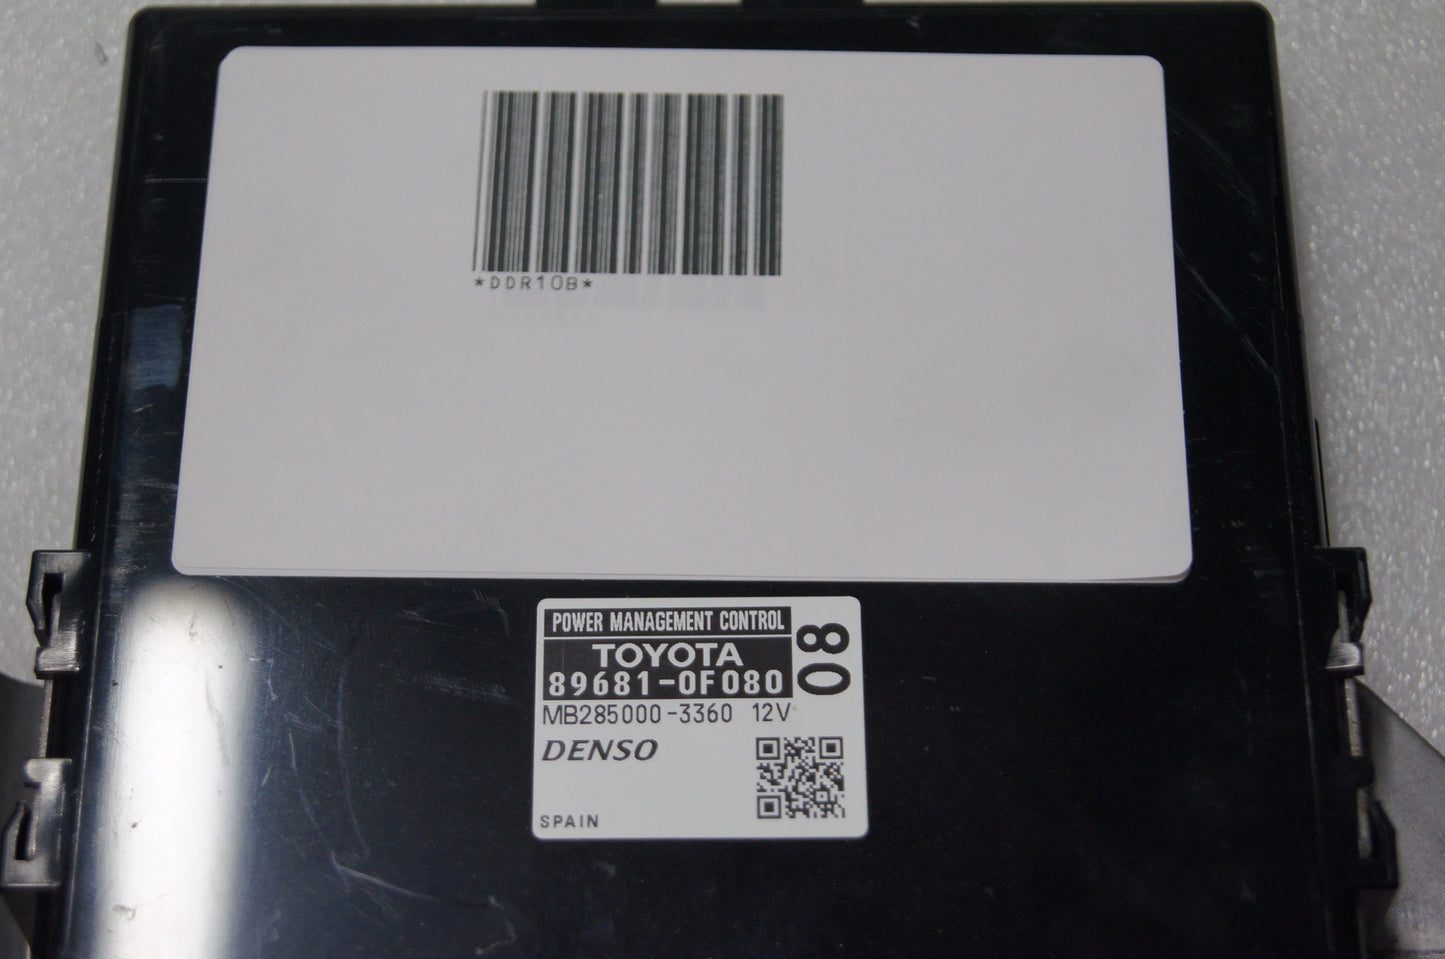 *DDR10B*
POWER MANAGEMENT CONTROL
TOYOTA
89681-0F080
08
MB285000-3360 12V
DENSO
SPAIN